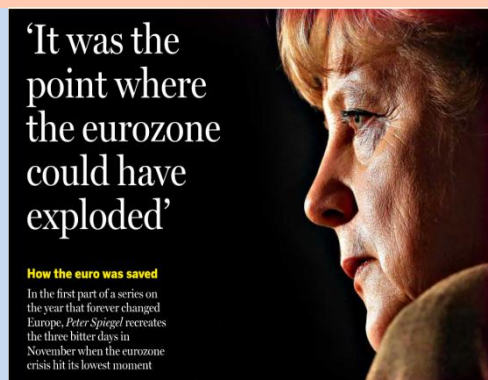 ‘It was the
point where
the eurozone
could have
exploded’
How the euro was saved
In the first part of a series on
the year that forever changed
Europe, Peter Spiegel recreates
the three bitter days in
November when the eurozone
crisis hit its lowest moment